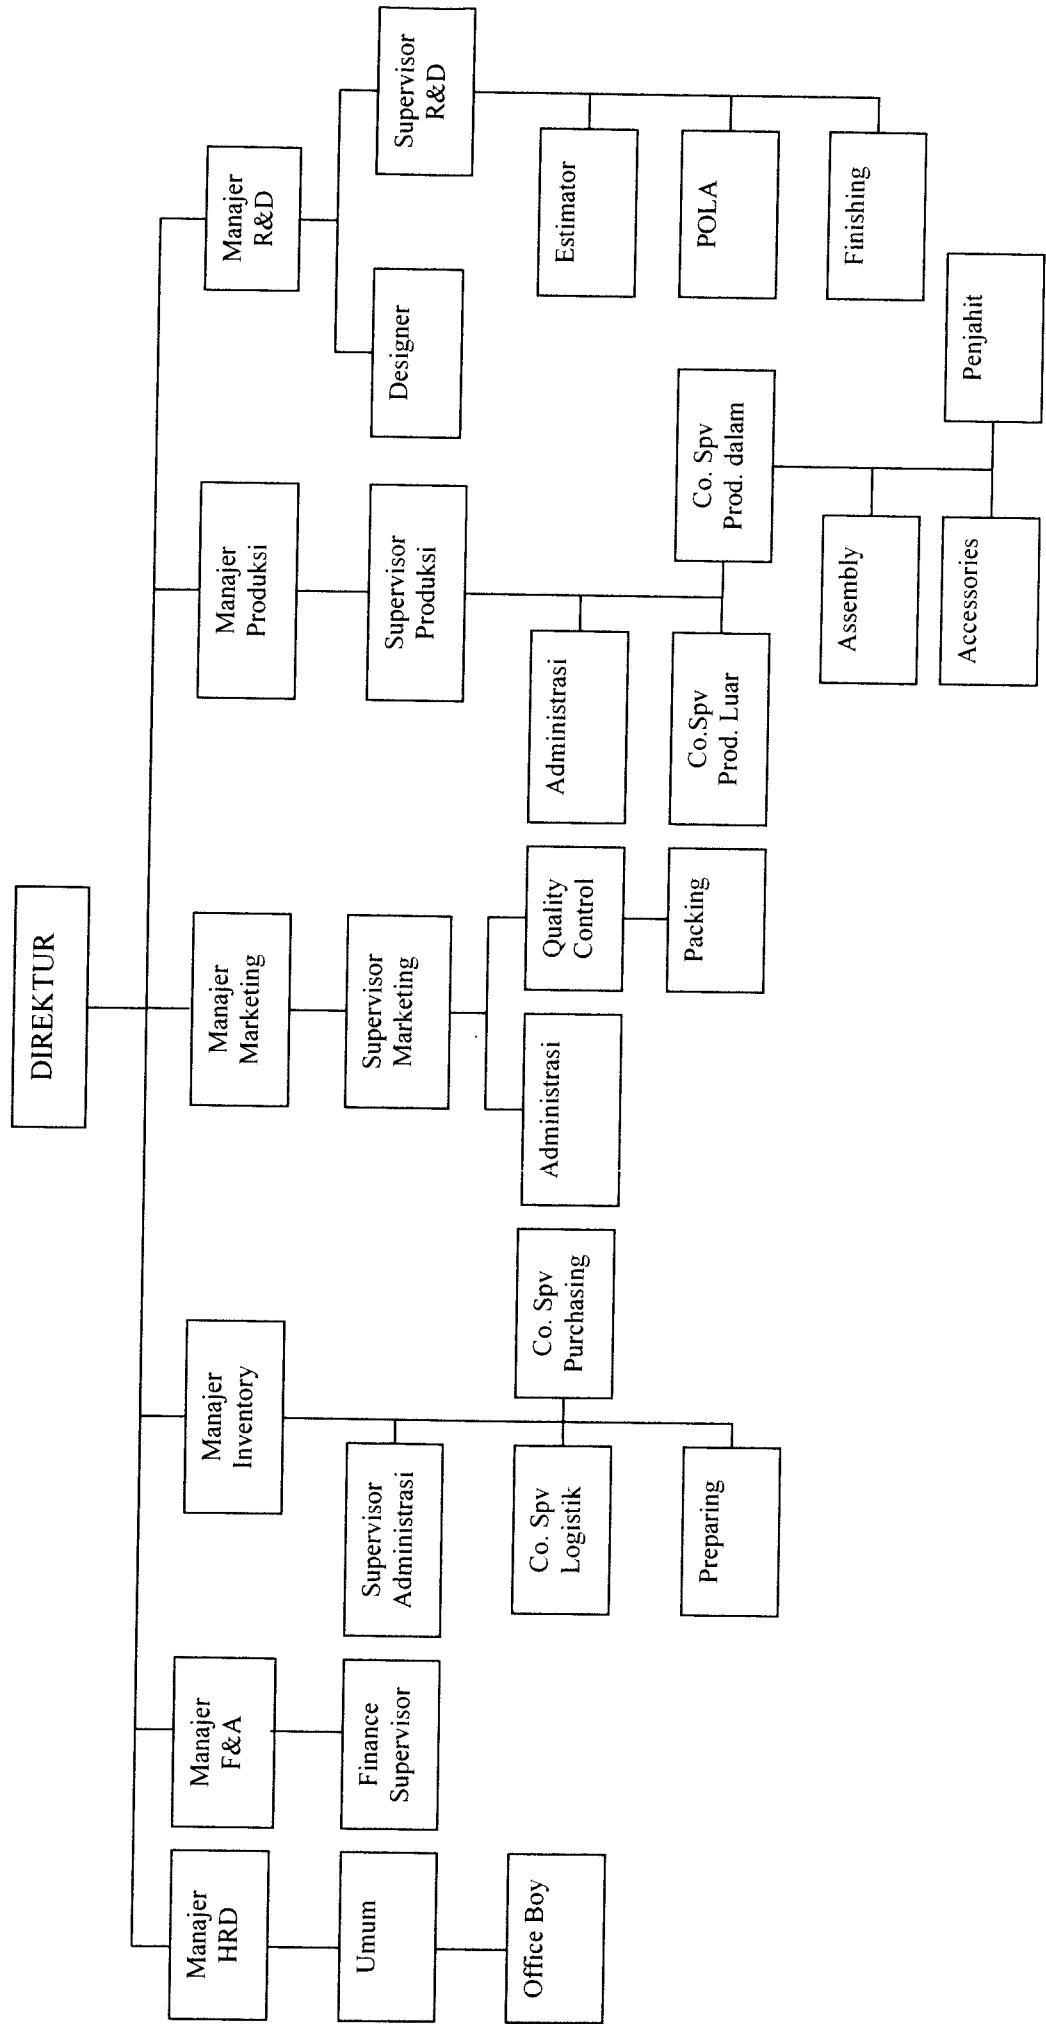 DIREKTUR
Manajer
HRD
Manajer
F&A
Manajer
Inventory
Manajer
Marketing
Manajer
Produksi
Manajer
R&D
Umum
Finance
Supervisor
Supervisor
Administrasi
Supervisor
Marketing
Supervisor
Produksi
Designer
Supervisor
R&D
Office Boy
Co. Spv
Logistik
Co. Spv
Purchasing
Administrasi
Quality
Control
Administrasi
Estimator
Preparing
Packing
Co.Spv
Prod. Luar
Co. Spv
Prod. dalam
POLA
Assembly
Finishing
Accessories
Penjahit